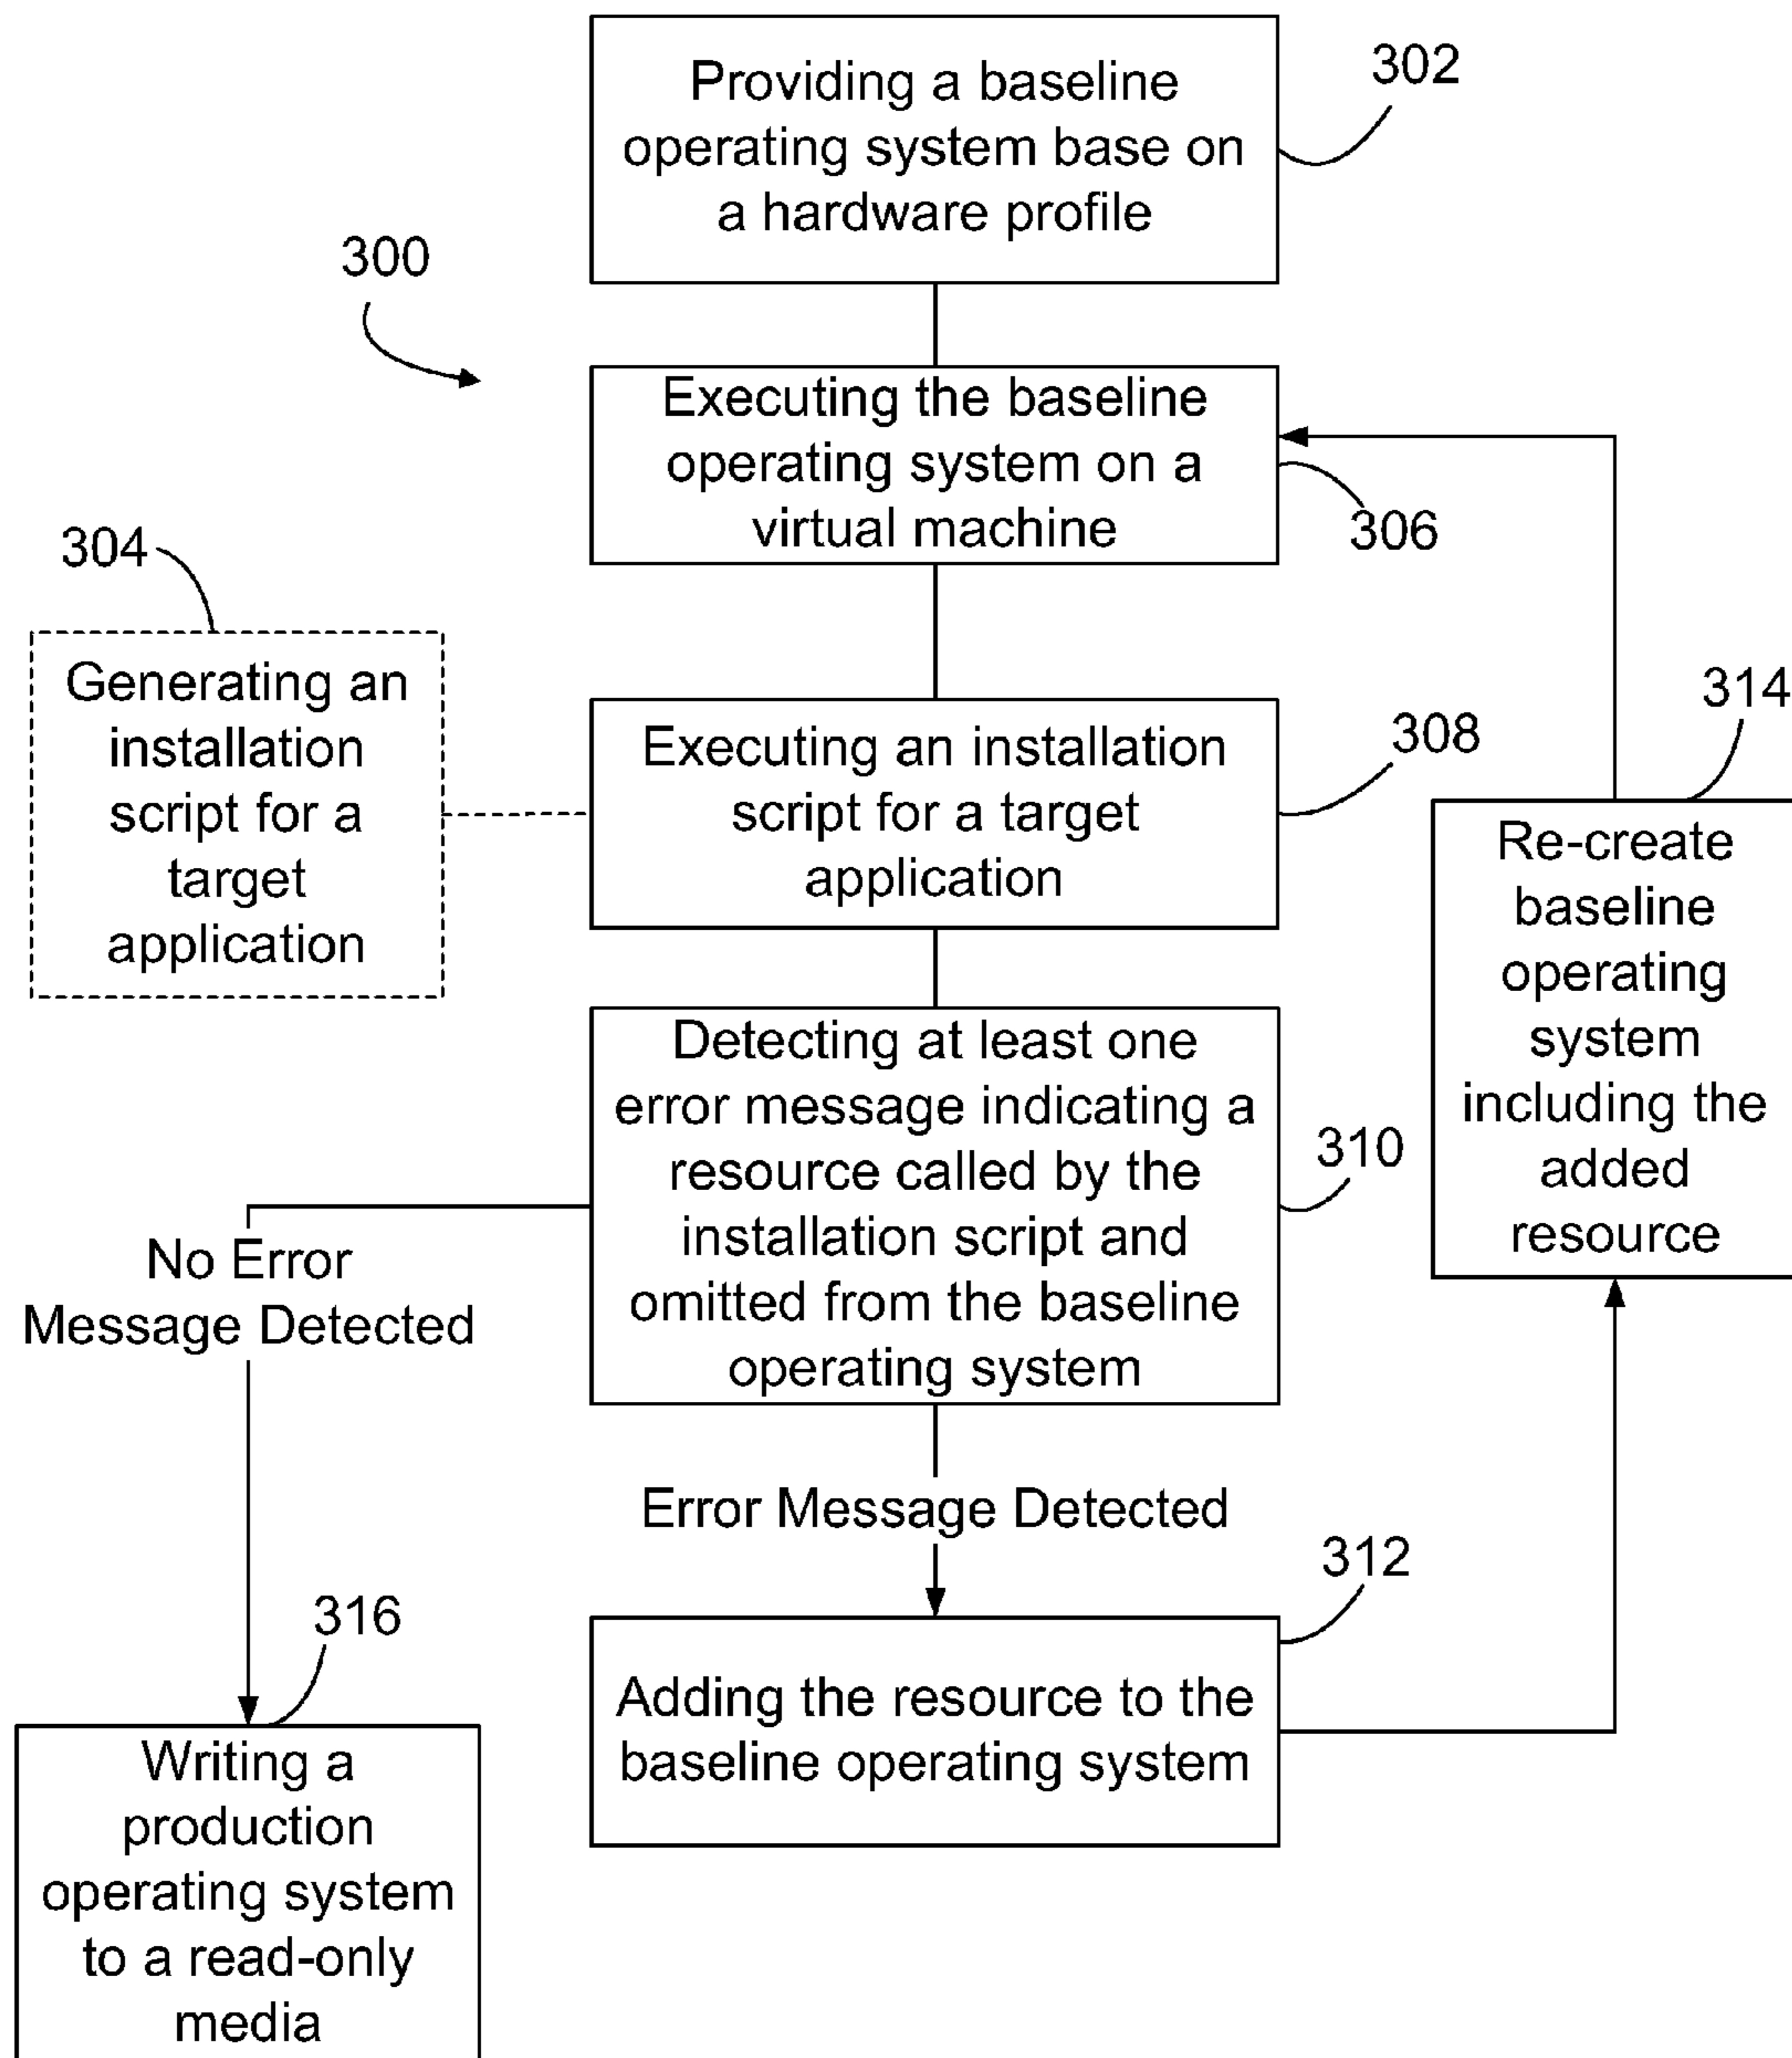 Providing a baseline
operating system base on
a hardware profile
302
300
Executing the baseline
operating system on a
virtual machine
306
304
Generating an
installation
script for a
target
application
Executing an installation
script for a target
application
308
314
Re-create
baseline
operating
system
including the
added
resource
Detecting at least one
error message indicating a
resource called by the
installation script and
omitted from the baseline
operating system
310
No Error
Message Detected
Error Message Detected
312
316
Adding the resource to the
baseline operating system
Writing a
production
operating system
to a read-only
media